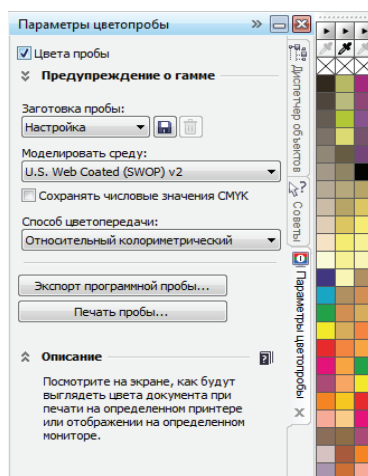 Параметры цветопробы
Цвета пробы
Предупреждение о гамме
Заготовка пробы:
Настройка
Моделировать среду:
U.S. Web Coated (SWOP) v2
Сохранять числовые значения CMYK
Способ цветопередачи:
Относительный колориметрический
Экспорт программной пробы...
Печать пробы...
Описание
Посмотрите на экране, как будут
выглядеть цвета документа при
печати на определенном принтере
или отображении на определенном
мониторе.
Диспетчер объектов
Советы
Параметры цветопробы